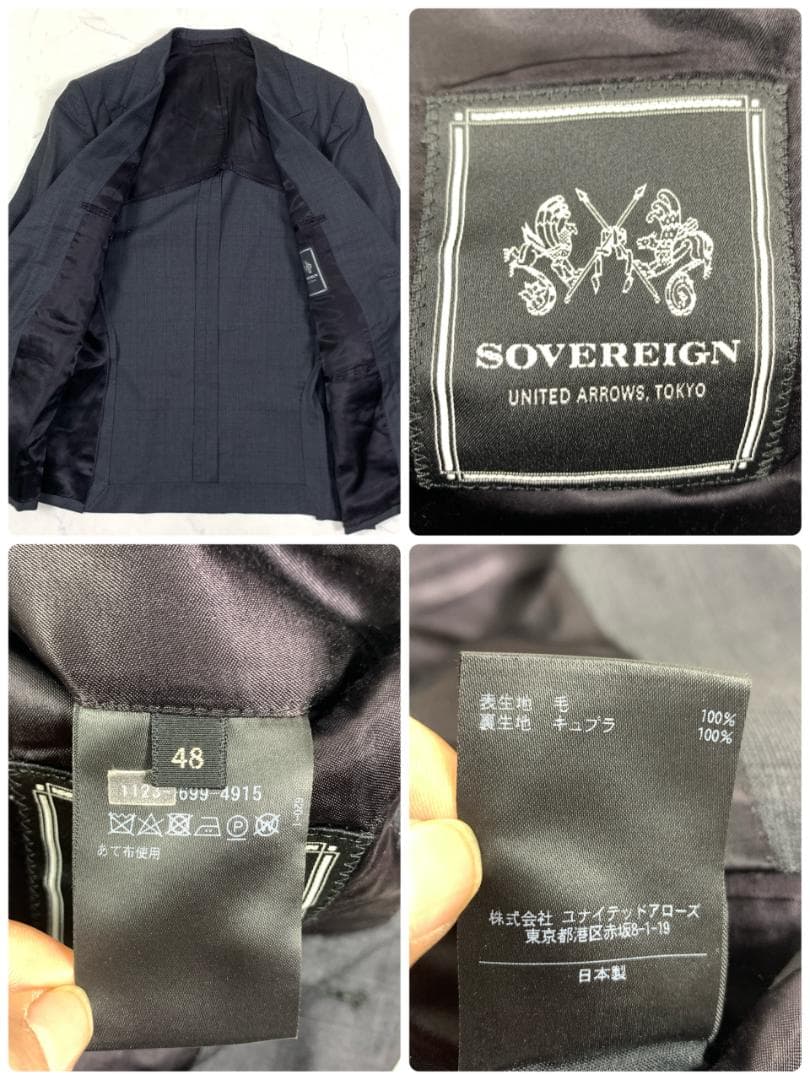 SOVEREIGN
UNITED ARROWS, TOKYO
48
1123-699-4915
あて布使用
表生地 毛 100%
裏生地 キュプラ 100%
株式会社 ユナイテッドアローズ
東京都港区赤坂8-1-19
日本製